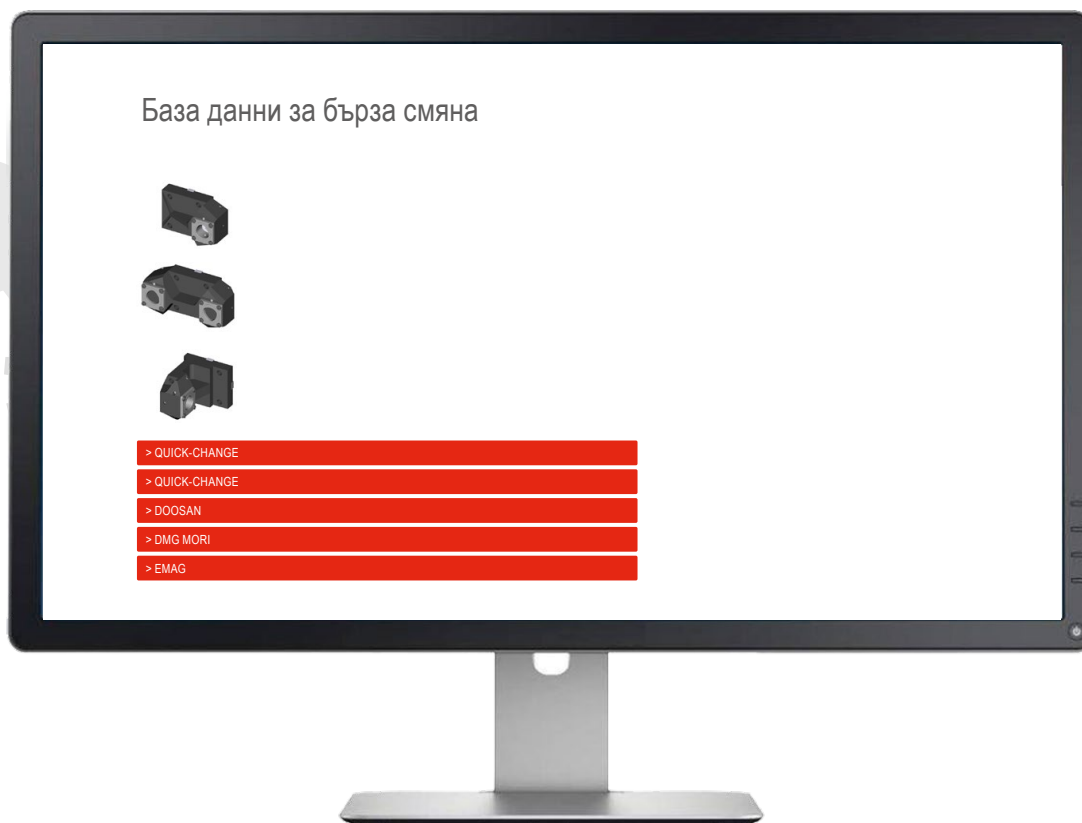 База данни за бърза смяна
> QUICK-CHANGE
> QUICK-CHANGE
> DOOSAN
> DMG MORI
> EMAG